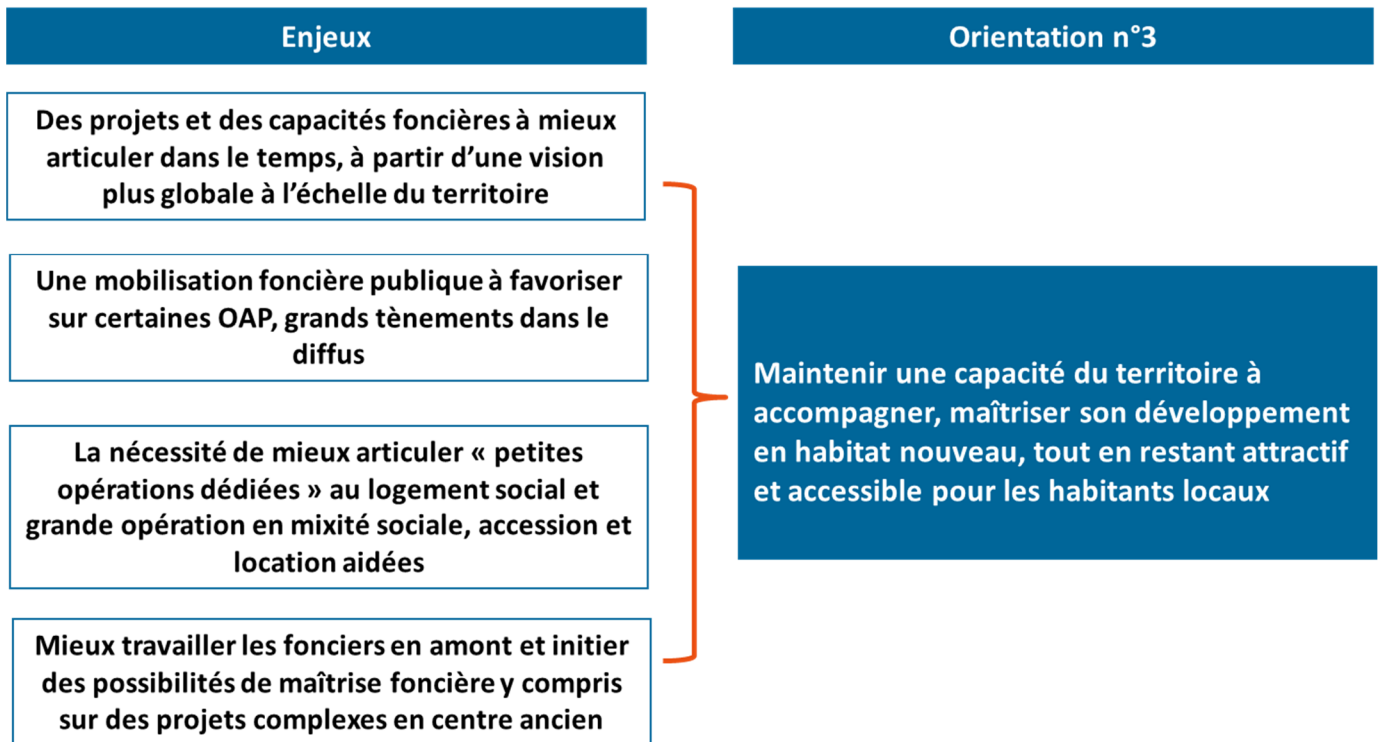 Enjeux
Orientation n°3
Des projets et des capacités foncières à mieux
articuler dans le temps, à partir d’une vision
plus globale à l’échelle du territoire
Une mobilisation foncière publique à favoriser
sur certaines OAP, grands tènements dans le
diffus
La nécessité de mieux articuler « petites
opérations dédiées » au logement social et
grande opération en mixité sociale, accession et
location aidées
Mieux travailler les fonciers en amont et initier
des possibilités de maîtrise foncière y compris
sur des projets complexes en centre ancien
Maintenir une capacité du territoire à
accompagner, maîtriser son développement
en habitat nouveau, tout en restant attractif
et accessible pour les habitants locaux